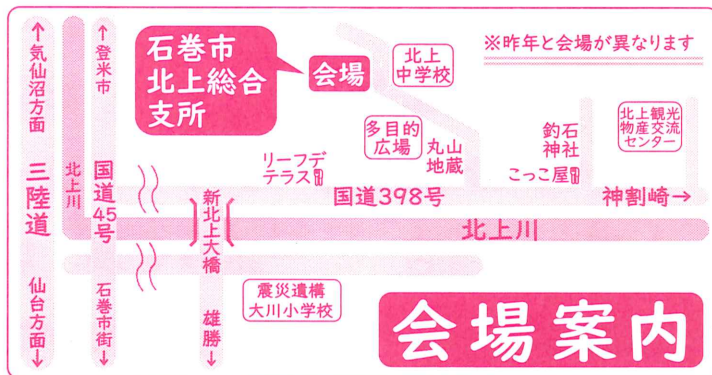 石巻市
北上総合
支所
会場
北上
中学校
※昨年と会場が異なります
↑気仙沼方面
三陸道
仙台方面↓
北上川
↑登米市
国道45号
石巻市街↓
リーフデ
テラス
多目的
広場
丸山
地蔵
釣石
神社
こっこ屋
北上観光
物産交流
センター
国道398号
神割崎→
新北上大橋
北上川
雄勝↓
震災遺構
大川小学校
会場案内